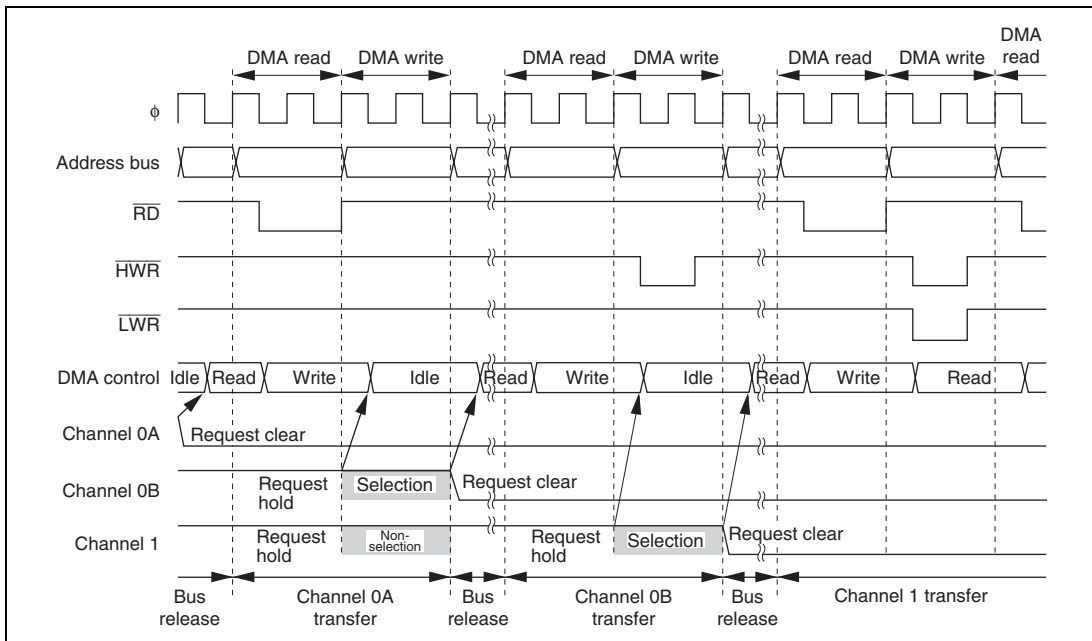 DMA read DMA write DMA read DMA write DMA read DMA write DMA read
φ
Address bus
RD
HWR
LWR
DMA control Idle Read Write Idle Read Write Idle Read Write Read
Channel 0A Request clear
Channel 0B Request hold Selection Request clear
Channel 1 Request hold Non-selection Request hold Selection Request clear
Bus release Channel 0A transfer Bus release Channel 0B transfer Bus release Channel 1 transfer